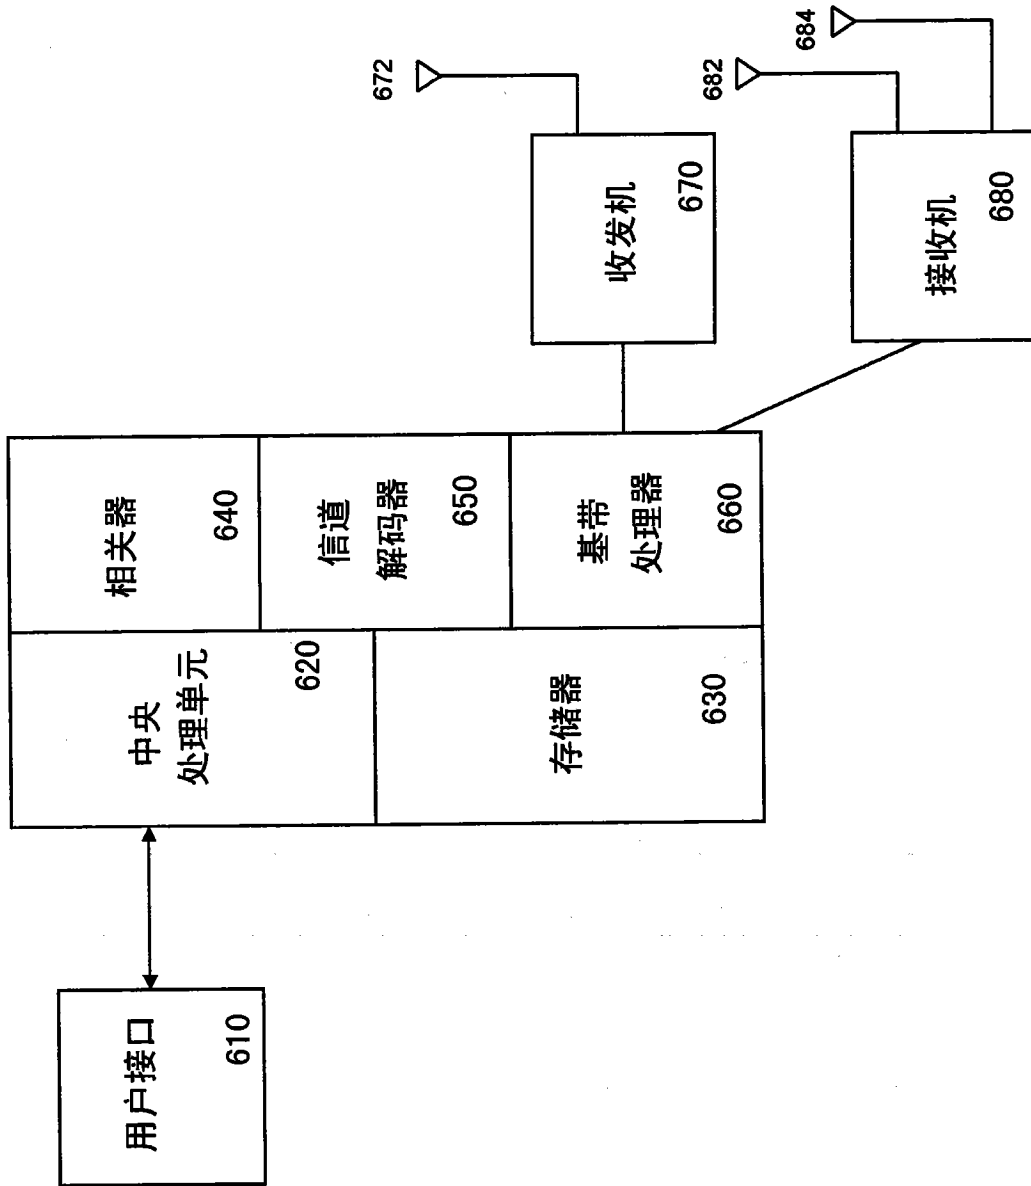 用户接口
610
中央
处理单元
620
存储器
630
相关器
640
信道
解码器
650
基带
处理器
660
收发机
670
672
接收机
680
682
684